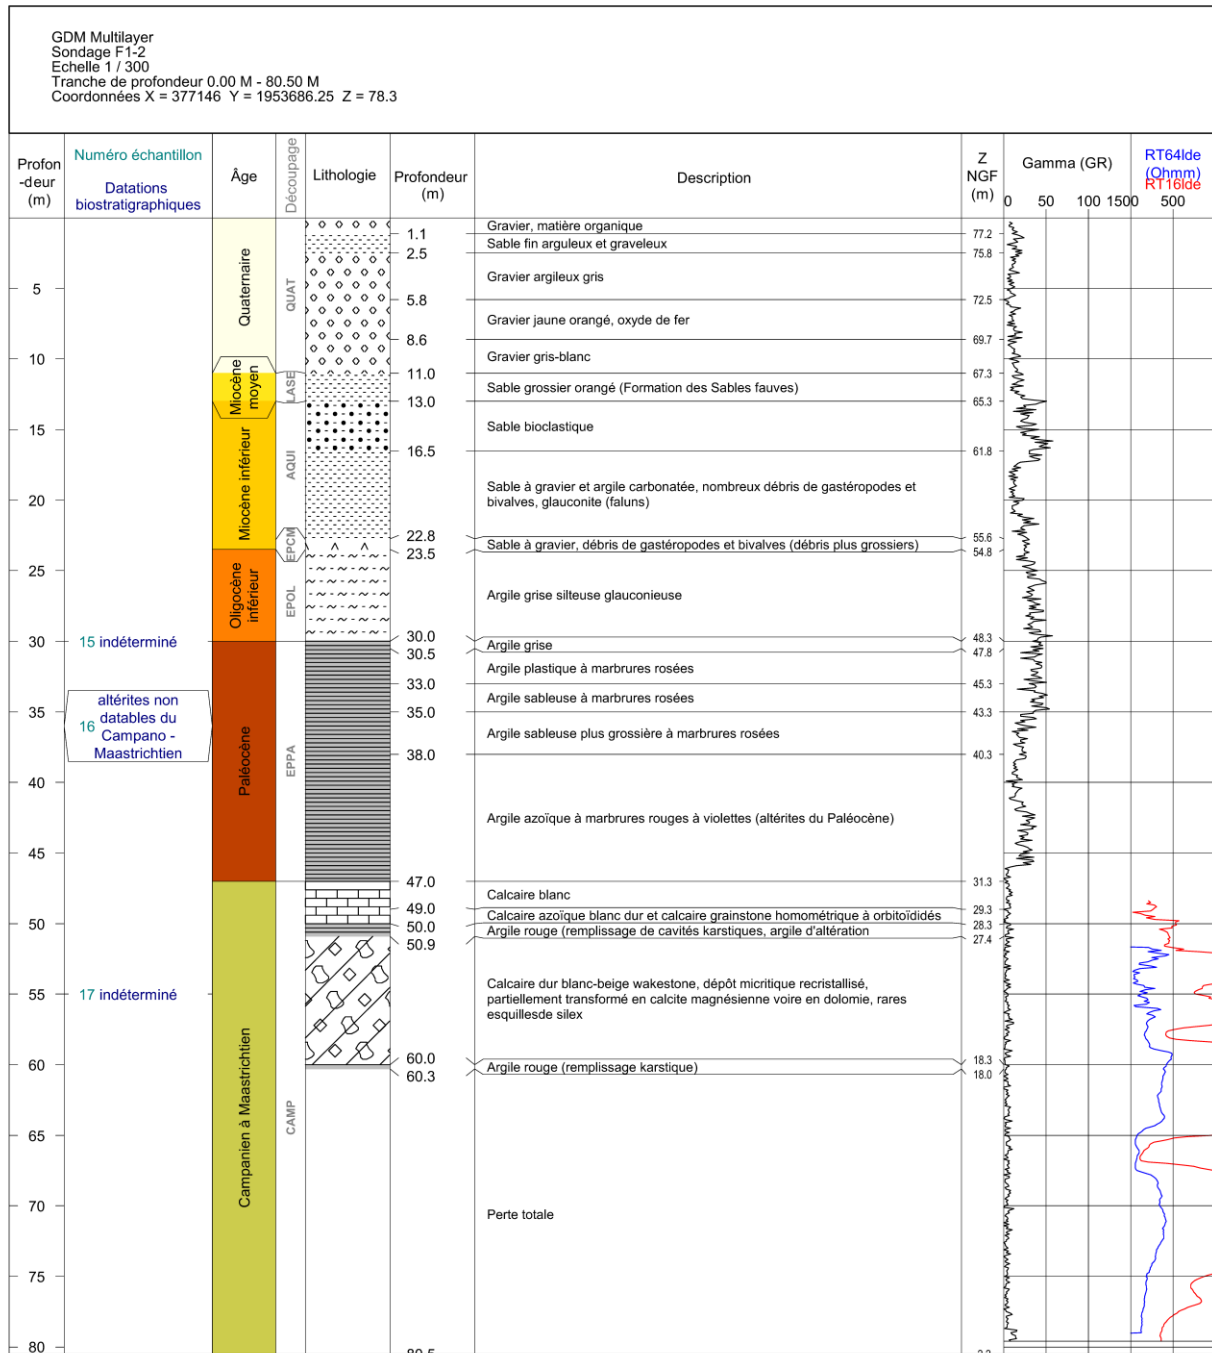 GDM Multilayer
Sondage F1-2
Echelle 1 / 300
Tranche de profondeur 0.00 M - 80.50 M
Coordonnées X = 377146 Y = 1953686.25 Z = 78.3
Profon
-deur
(m)
Numéro échantillon
Datations
biostratigraphiques
Âge
Découpage
Lithologie
Profondeur
(m)
Description
Z
NGF
(m)
Gamma (GR)
0 50 100 150
RT64lde
(Ohmm)
RT16lde
0 500
5
10
15
20
25
30
35
40
45
50
55
60
65
70
75
80
15 indéterminé
altérites non
datables du
16 Campano -
Maastrichtien
17 indéterminé
Quaternaire
Miocène
moyen
Miocène inférieur
Oligocène
inférieur
Paléocène
Campanien à Maastrichtien
QUAT
LASE
AQUI
EPCM
EPOL
EPPA
CAMP
1.1
2.5
5.8
8.6
11.0
13.0
16.5
22.8
23.5
30.0
30.5
33.0
35.0
38.0
47.0
49.0
50.0
50.9
60.0
60.3
Gravier, matière organique
Sable fin arguleux et graveleux
Gravier argileux gris
Gravier jaune orangé, oxyde de fer
Gravier gris-blanc
Sable grossier orangé (Formation des Sables fauves)
Sable bioclastique
Sable à gravier et argile carbonatée, nombreux débris de gastéropodes et
bivalves, glauconite (faluns)
Sable à gravier, débris de gastéropodes et bivalves (débris plus grossiers)
Argile grise silteuse glauconieuse
Argile grise
Argile plastique à marbrures rosées
Argile sableuse à marbrures rosées
Argile sableuse plus grossière à marbrures rosées
Argile azoïque à marbrures rouges à violettes (altérites du Paléocène)
Calcaire blanc
Calcaire azoïque blanc dur et calcaire grainstone homométrique à orbitoïdidés
Argile rouge (remplissage de cavités karstiques, argile d'altération
Calcaire dur blanc-beige wakestone, dépôt micritique recristallisé,
partiellement transformé en calcite magnésienne voire en dolomie, rares
esquillesde silex
Argile rouge (remplissage karstique)
Perte totale
77.2
75.8
72.5
69.7
67.3
65.3
61.8
55.6
54.8
48.3
47.8
45.3
43.3
40.3
31.3
29.3
28.3
27.4
18.3
18.0